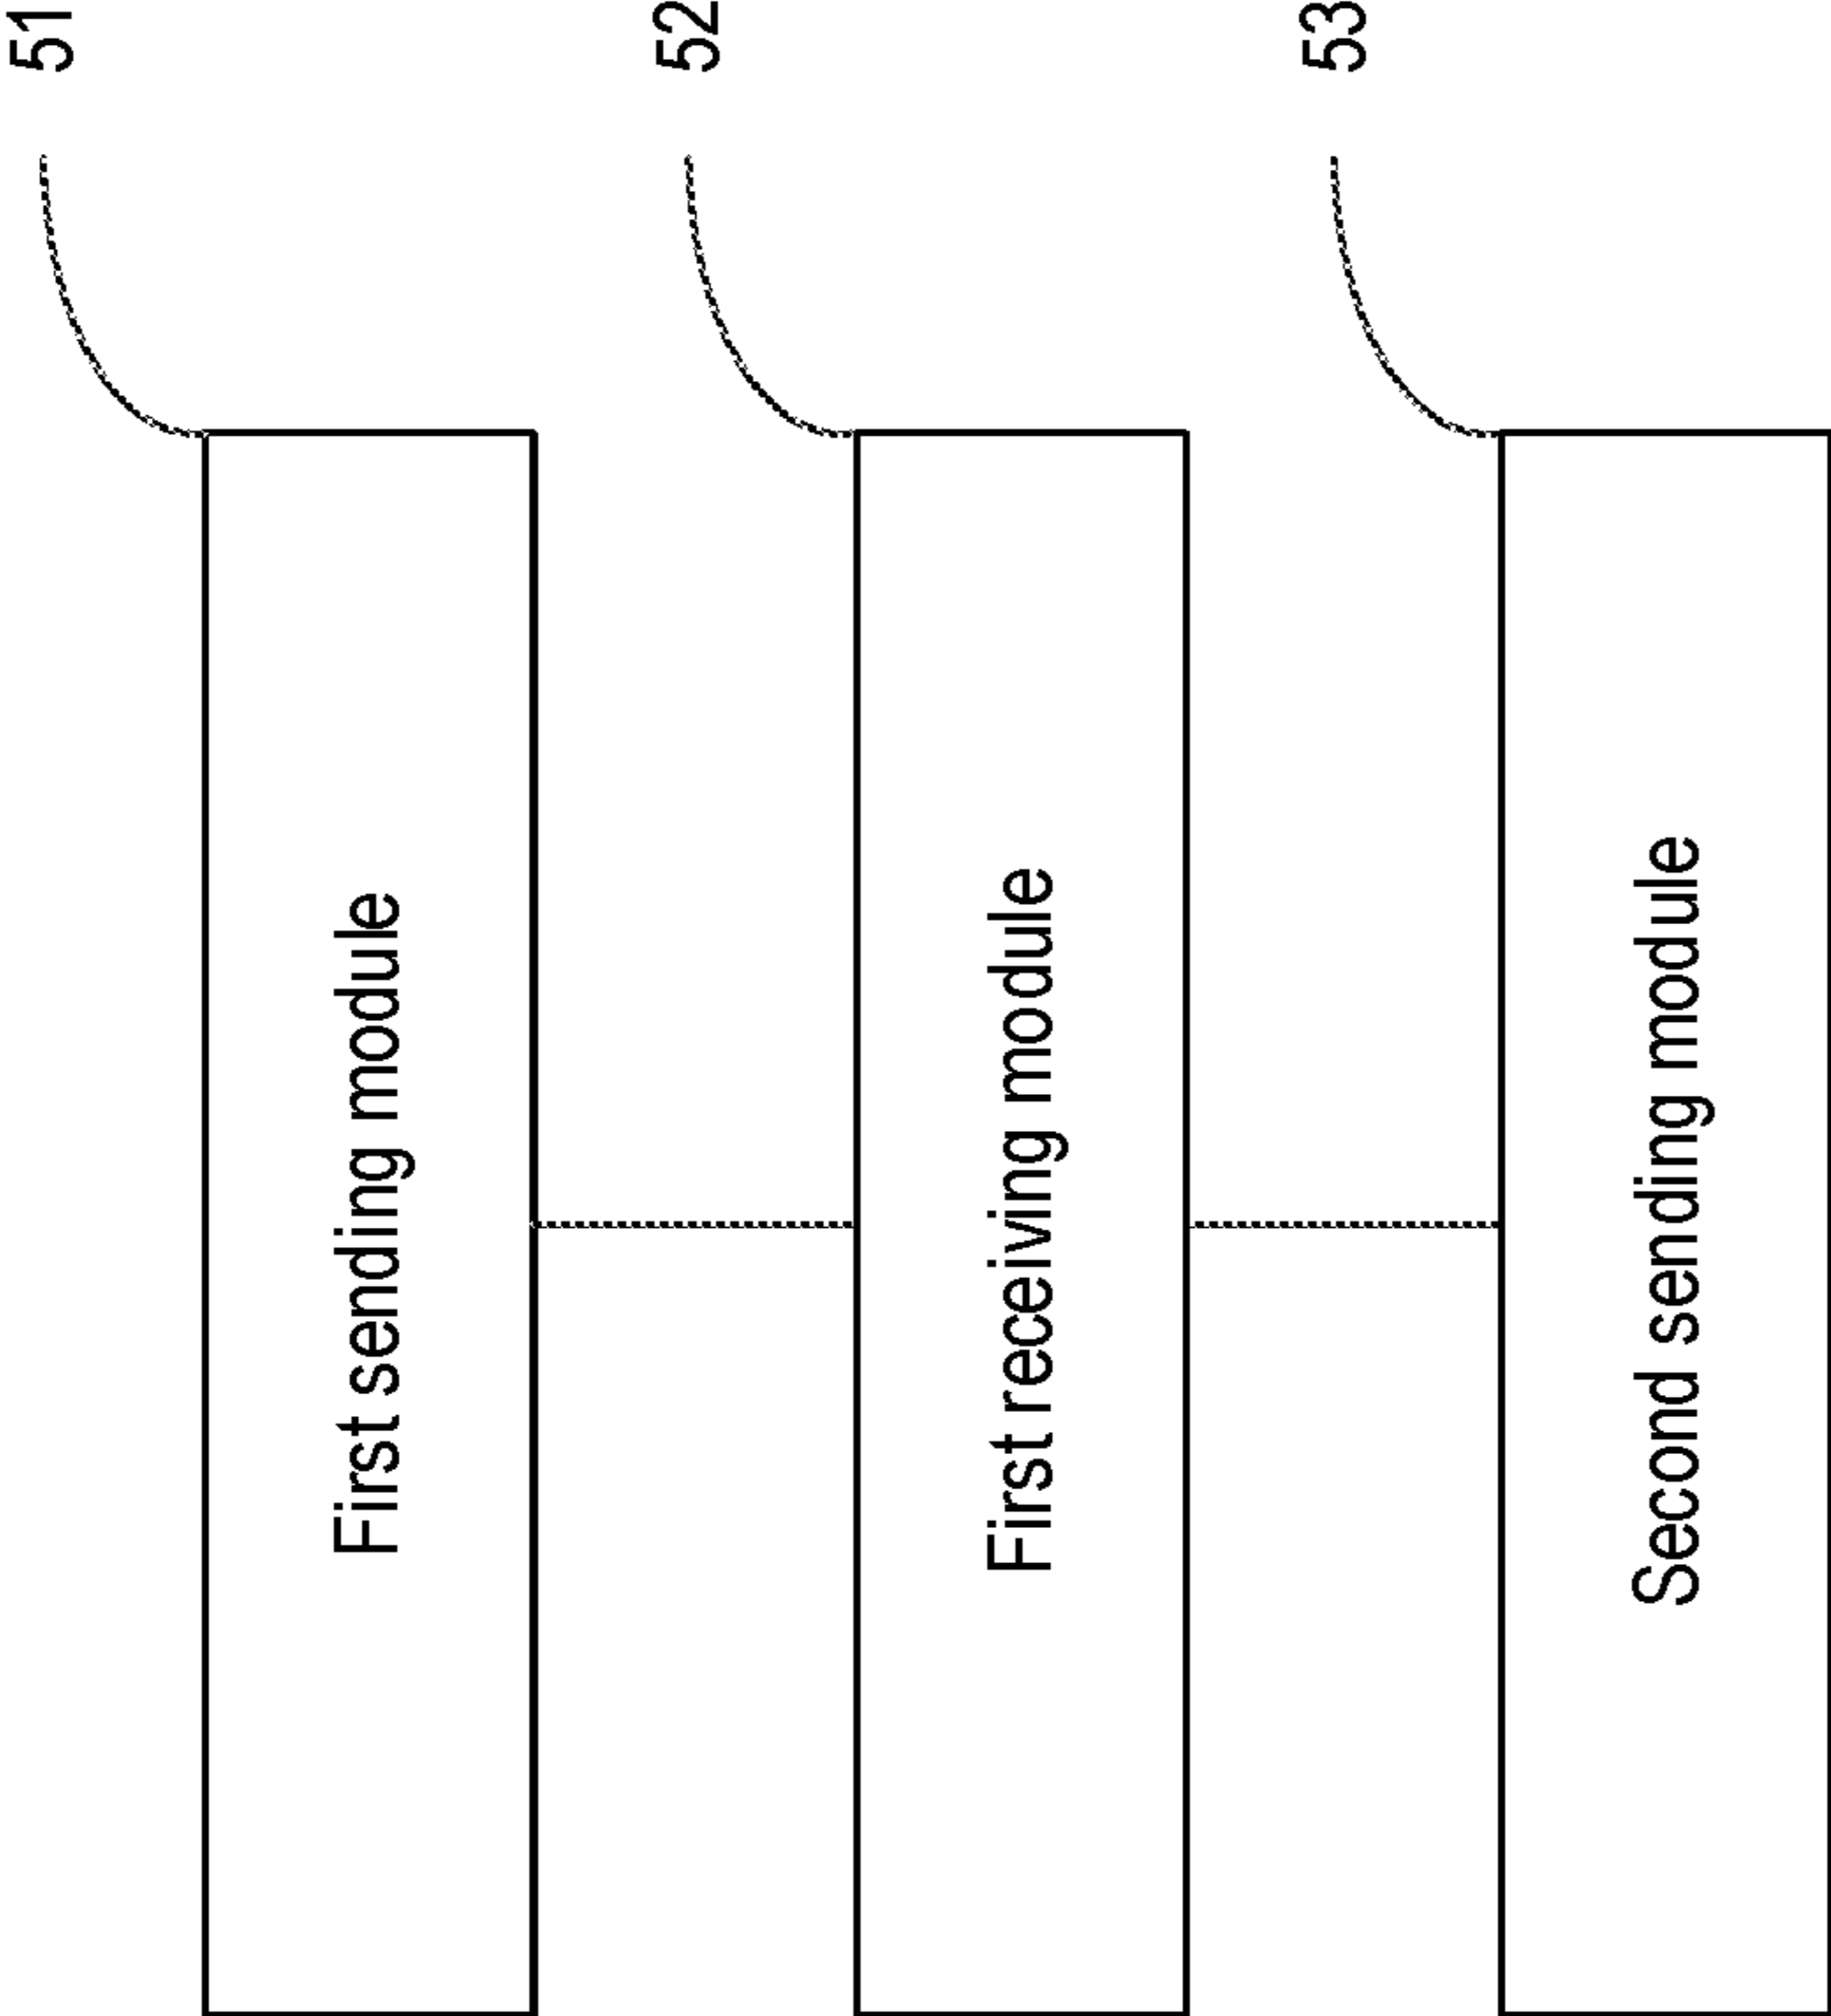 51
First sending module
52
First receiving module
53
Second sending module